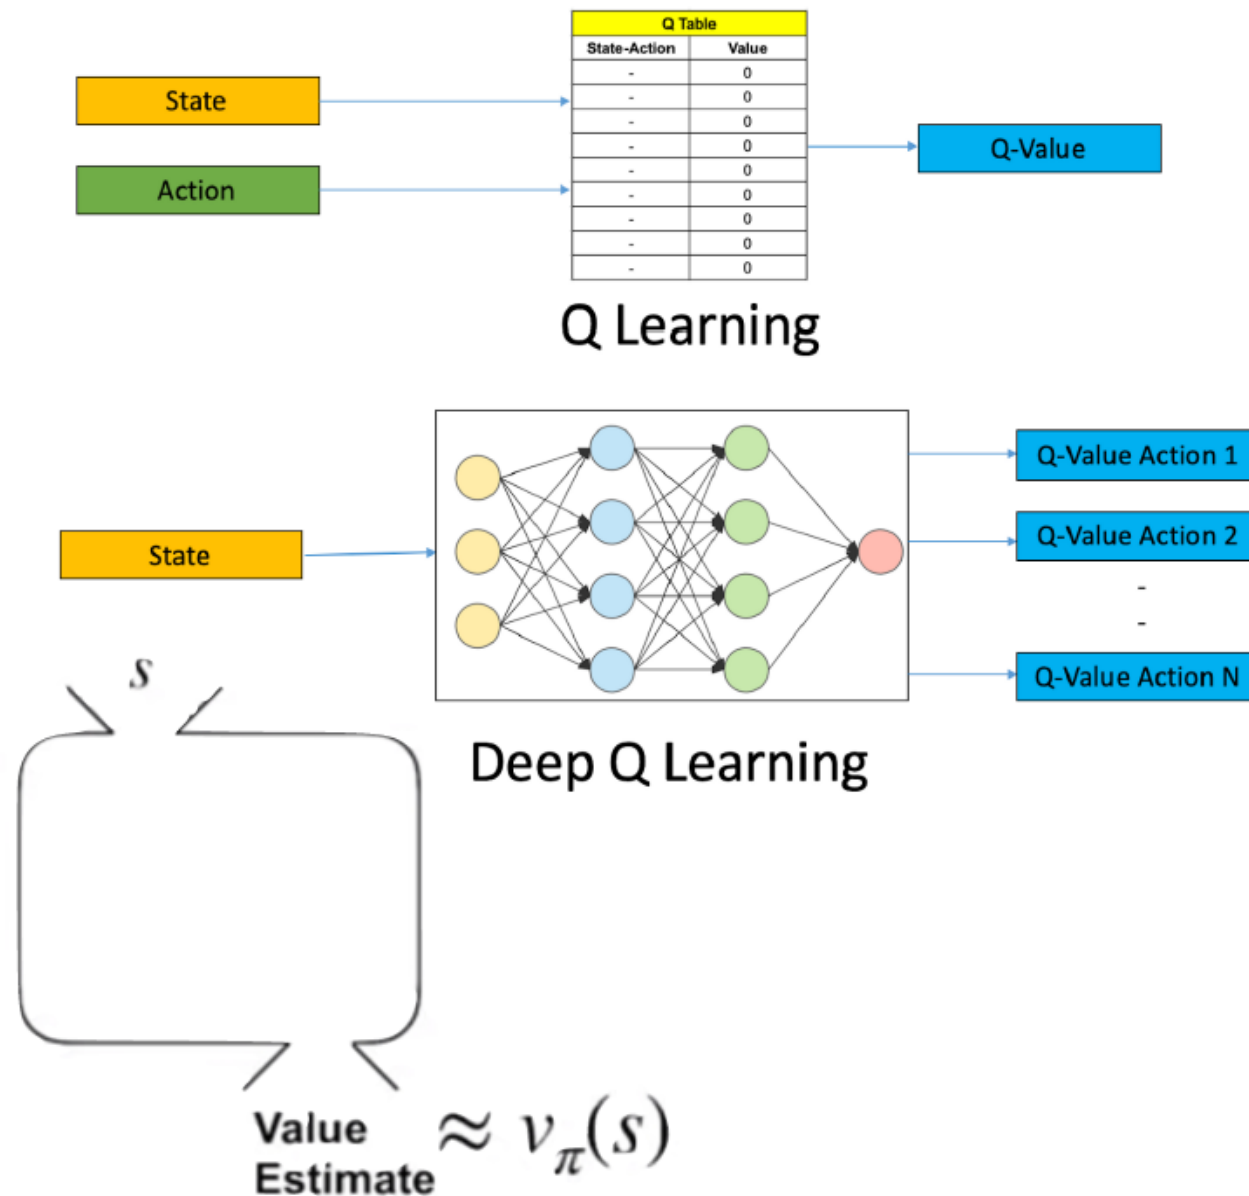 Q Table
State-Action Value
- 0
- 0
- 0
- 0
- 0
- 0
- 0
- 0
- 0
State
Action
Q-Value
Q Learning
State
Q-Value Action 1
Q-Value Action 2
-
-
Q-Value Action N
Deep Q Learning
s
Value
Estimate
≈ vπ(s)